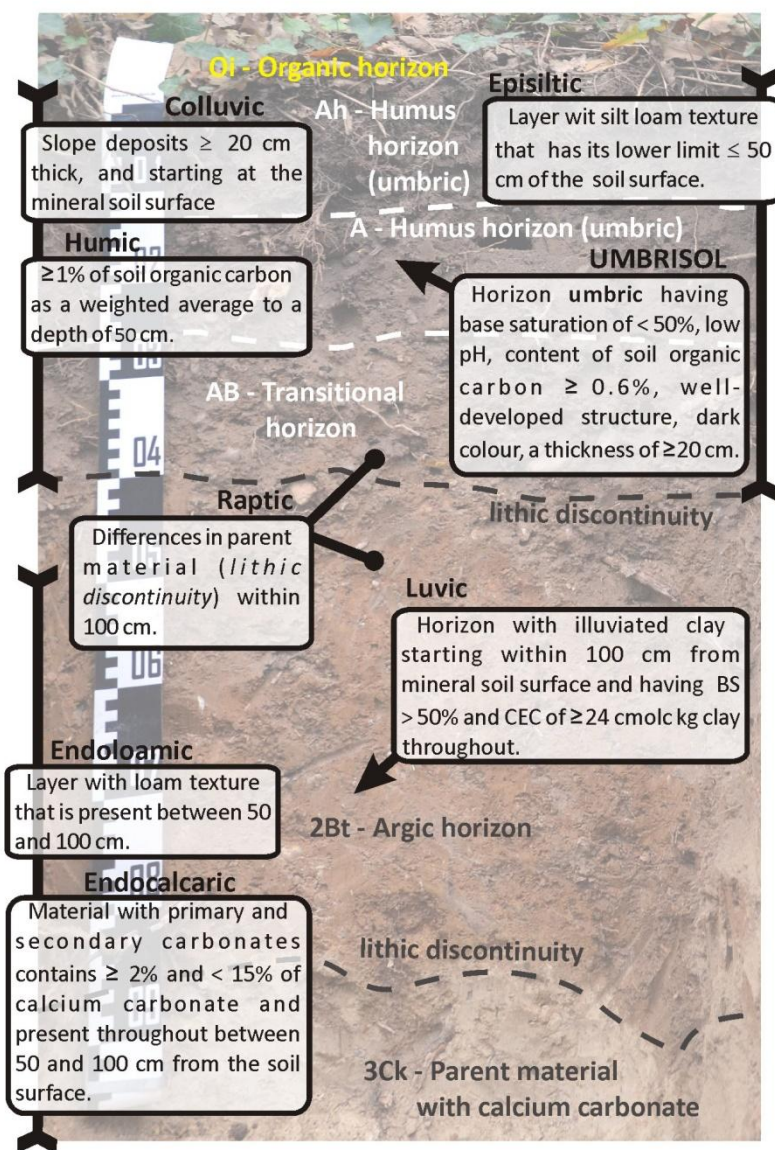 Oi - Organic horizon
Colluvic
Slope deposits ≥ 20 cm
thick, and starting at the
mineral soil surface
Ah - Humus
horizon
(umbric)
Episiltic
Layer wit silt loam texture
that has its lower limit ≤ 50
cm of the soil surface.
A - Humus horizon (umbric)
Humic
≥1% of soil organic carbon
as a weighted average to a
depth of 50 cm.
UMBRISOL
Horizon umbric having
base saturation of < 50%, low
pH, content of soil organic
carbon ≥ 0.6%, well-
developed structure, dark
colour, a thickness of ≥20 cm.
AB - Transitional
horizon
04
Raptic
Differences in parent
material (lithic
discontinuity) within
100 cm.
lithic discontinuity
Luvic
Horizon with illuviated clay
starting within 100 cm from
mineral soil surface and having BS
> 50% and CEC of ≥24 cmolc kg clay
throughout.
06
Endoloamic
Layer with loam texture
that is present between 50
and 100 cm.
2Bt - Argic horizon
Endocalcaric
Material with primary and
secondary carbonates
contains ≥ 2% and < 15% of
calcium carbonate and
present throughout between
50 and 100 cm from the soil
surface.
lithic discontinuity
3Ck - Parent material
with calcium carbonate